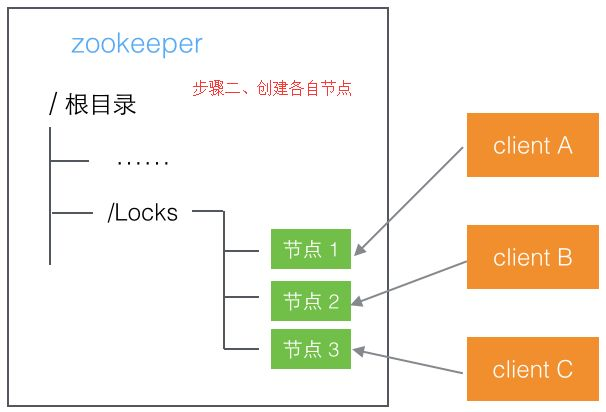 zookeeper
步骤二、创建各自节点
/ 根目录
······
/Locks
节点 1
节点 2
节点 3
client A
client B
client C